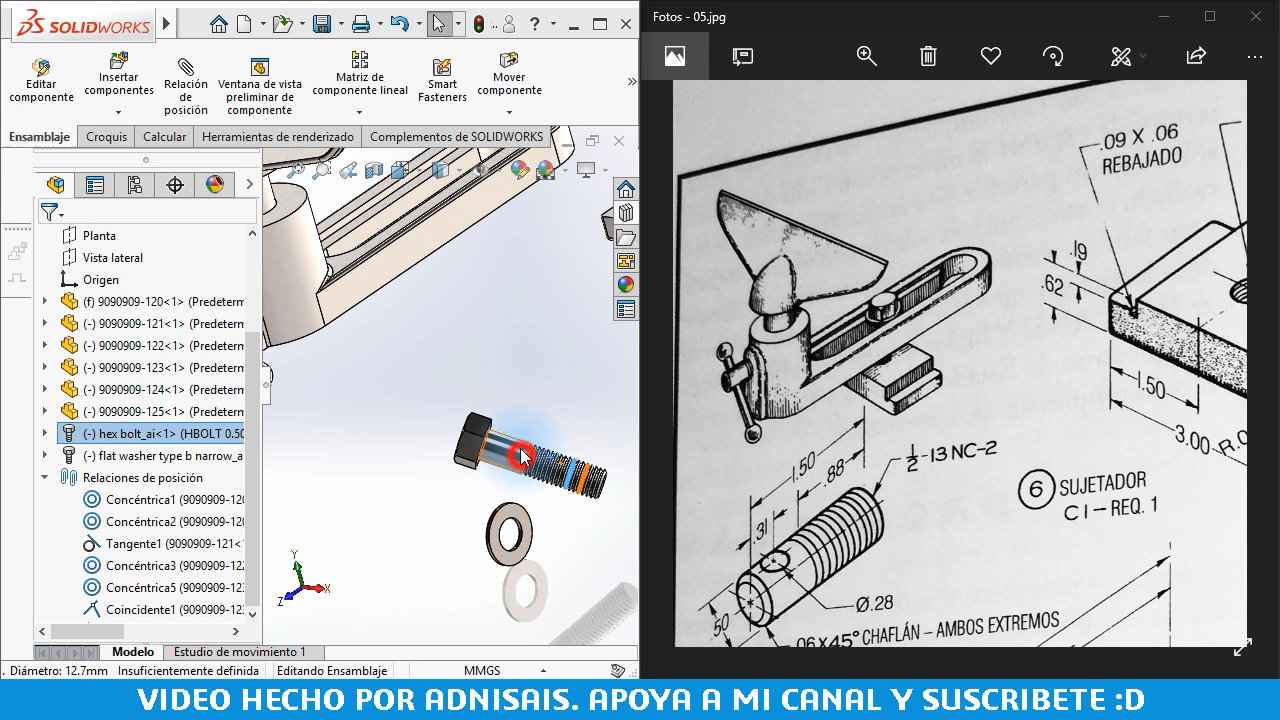 SOLIDWORKS
Editar componente
Insertar componentes
Relación de posición
Ventana de vista preliminar de componente
Matriz de componente lineal
Smart Fasteners
Mover componente
Ensamblaje
Croquis
Calcular
Herramientas de renderizado
Complementos de SOLIDWORKS
Planta
Vista lateral
Origen
(f) 9090909-120<1> (Predeterm
(-) 9090909-121<1> (Predeterm
(-) 9090909-122<1> (Predeterm
(-) 9090909-123<1> (Predeterm
(-) 9090909-124<1> (Predeterm
(-) 9090909-125<1> (Predeterm
(-) hex bolt_ai<1> (HBOLT 0.50
(-) flat washer type b narrow_a
Relaciones de posición
Concéntrica1 (9090909-120
Concéntrica2 (9090909-120
Tangente1 (9090909-121<
Concéntrica3 (9090909-122
Concéntrica5 (9090909-123
Coincidente1 (9090909-123
Y
X
Z
Modelo
Estudio de movimiento 1
Diámetro: 12.7mm
Insuficientemente definida
Editando Ensamblaje
MMGS
Fotos - 05.jpg
.09 X .06
REBAJADO
.19
.62
1.50
3.00 R.
1.50
.88
.31
1/2-13 NC-2
6
SUJETADOR
C I – REQ. 1
Ø.28
.50
.06 X 45° CHAFLÁN – AMBOS EXTREMOS
VIDEO HECHO POR ADNISAIS. APOYA A MI CANAL Y SUSCRIBETE :D